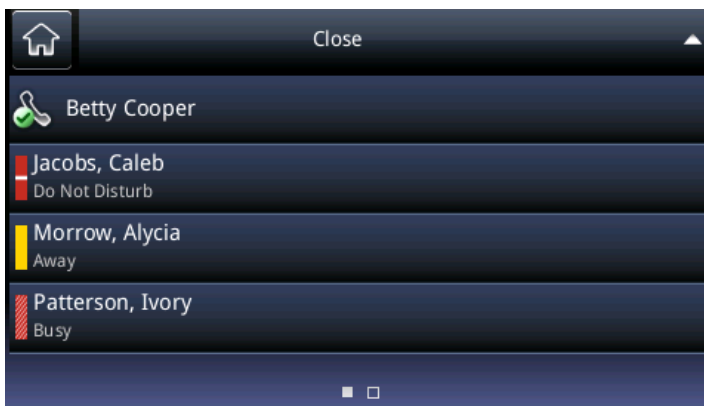 Close
Betty Cooper
Jacobs, Caleb
Do Not Disturb
Morrow, Alycia
Away
Patterson, Ivory
Busy